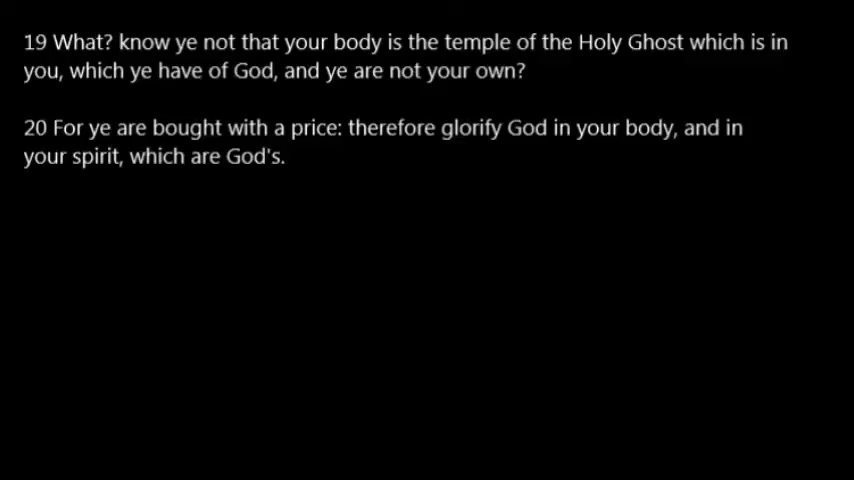 19 What? know ye not that your body is the temple of the Holy Ghost which is in
you, which ye have of God, and ye are not your own?
20 For ye are bought with a price: therefore glorify God in your body, and in
your spirit, which are God's.